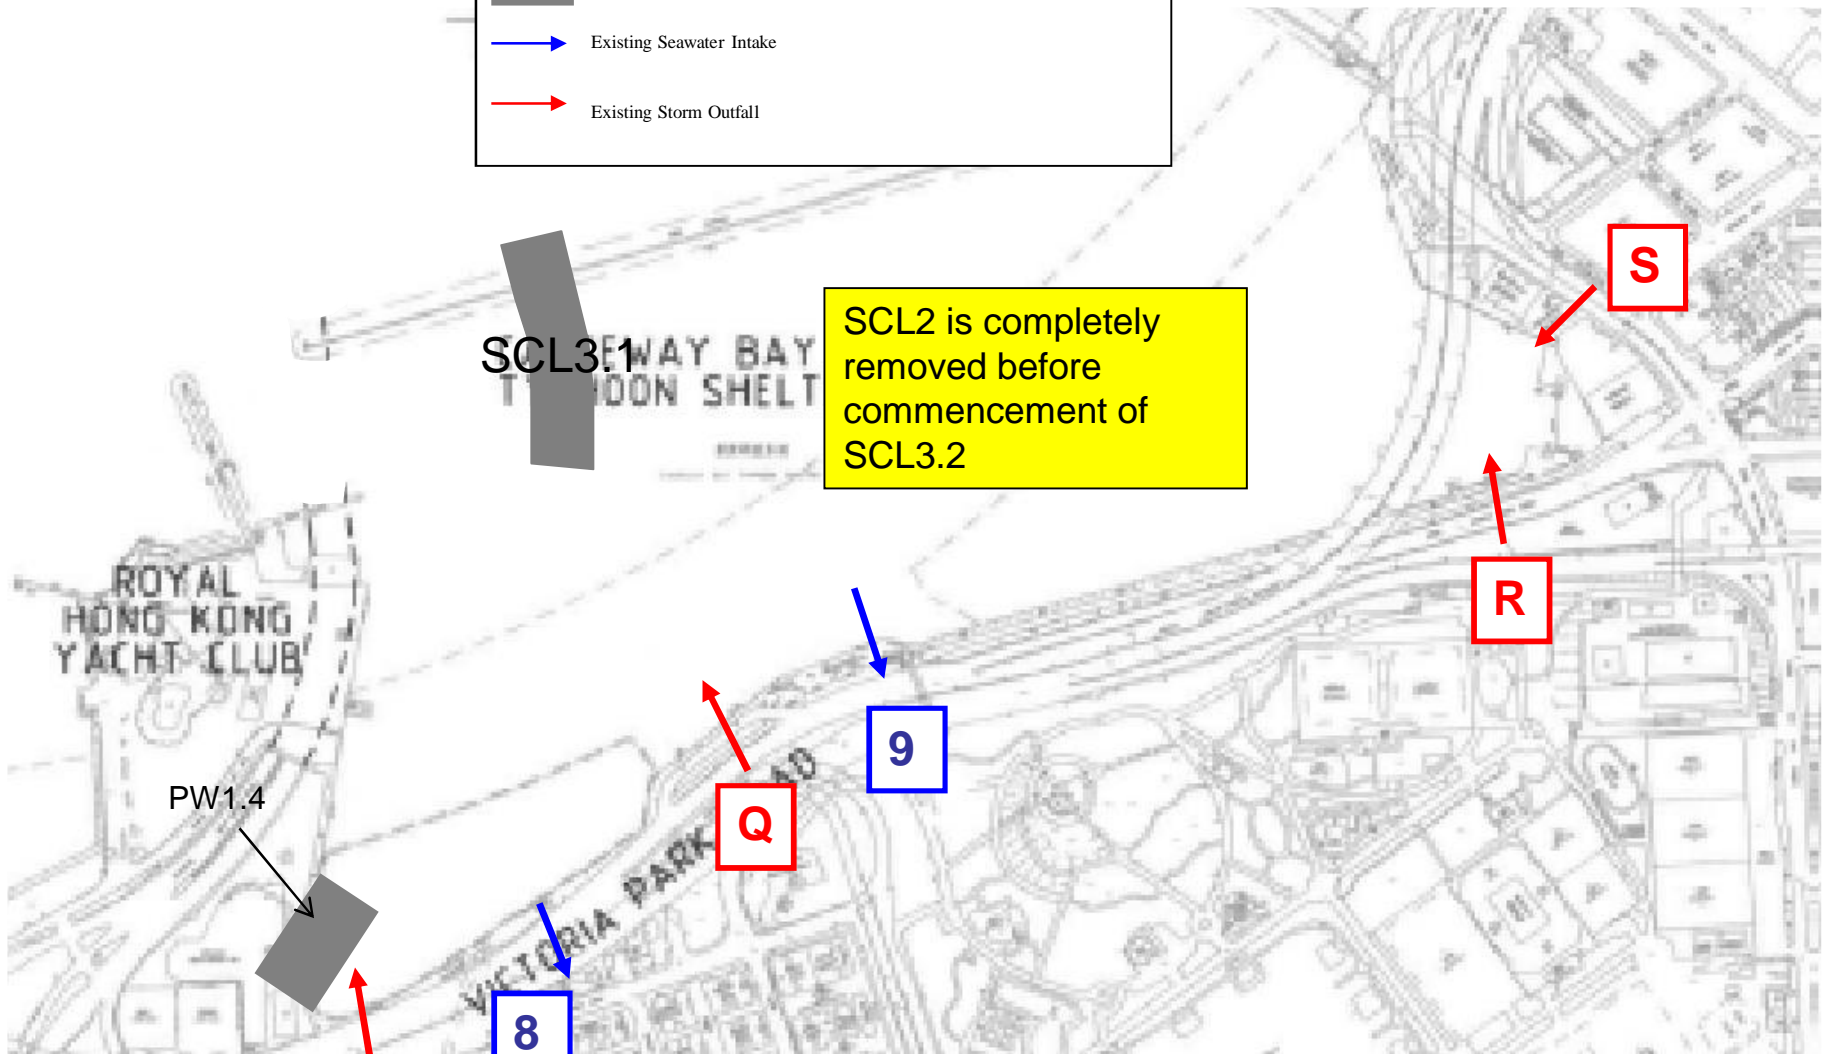 Existing Seawater Intake
Existing Storm Outfall
S
SCL3.1
WAY BAY
SHELT
SCL2 is completely
removed before
commencement of
SCL3.2
ROYAL
HONG KONG
YACHT CLUB
R
9
Q
PW1.4
VICTORIA PARK
8